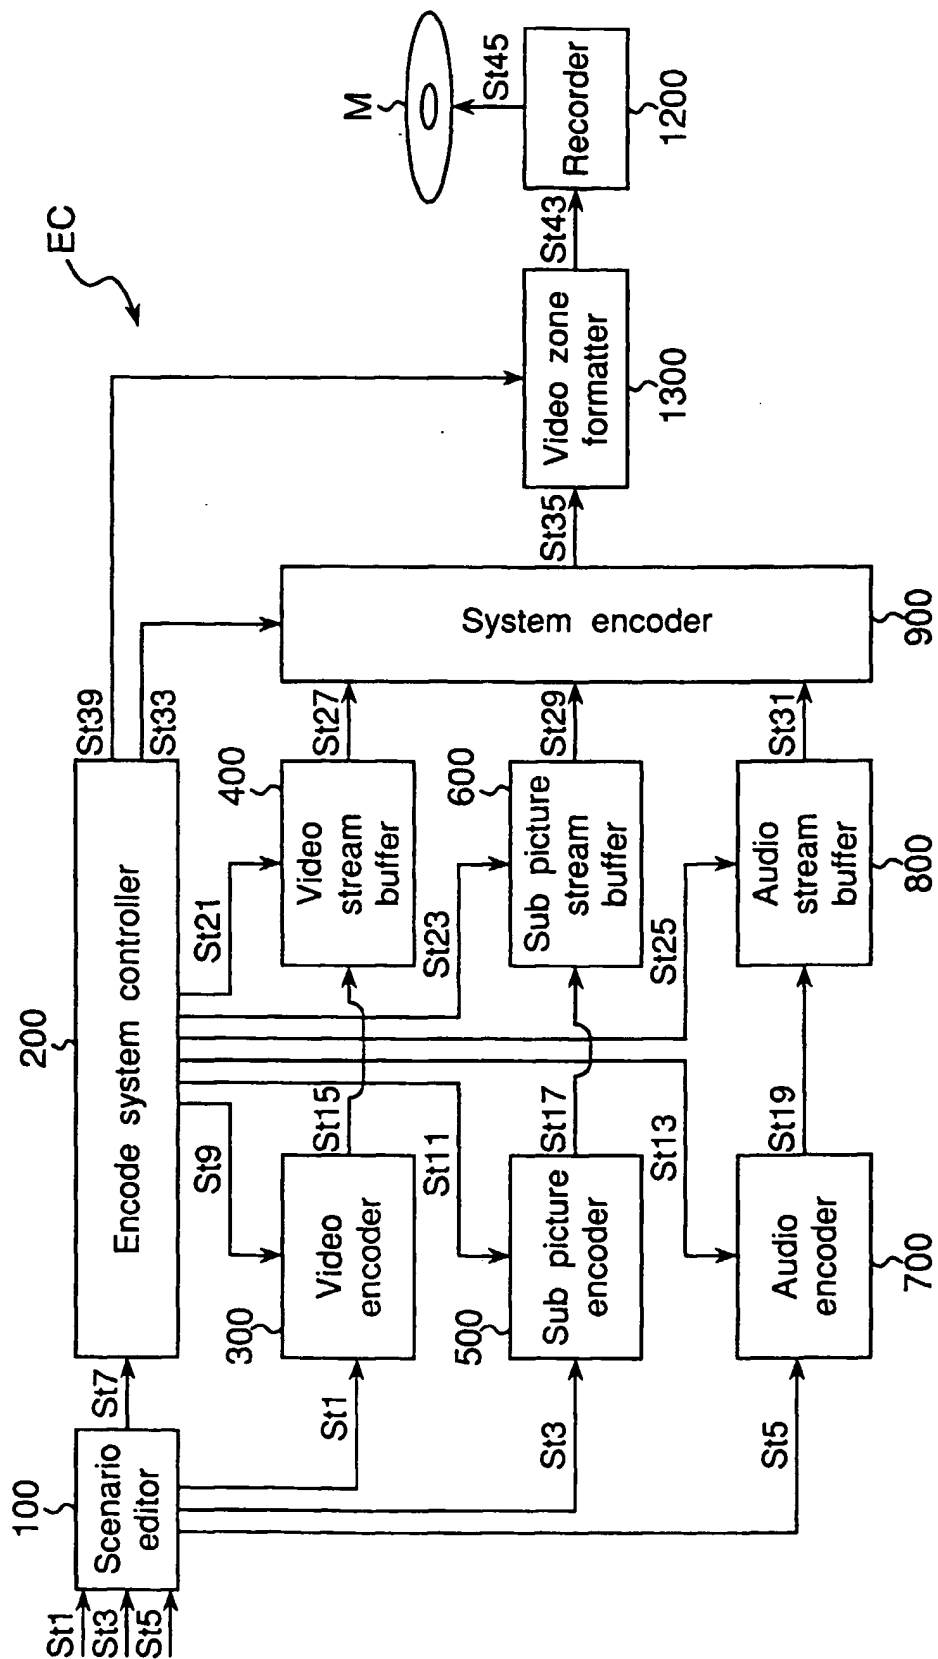 EC
100
Scenario
editor
St1
St3
St5
St7
200
Encode system controller
St39
St33
St9
St21
St11
St23
St13
St25
St1
300
Video
encoder
St15
400
Video
stream
buffer
St27
St3
500
Sub picture
encoder
St17
600
Sub picture
stream
buffer
St29
St5
Audio
encoder
700
St19
Audio
stream
buffer
800
St31
System encoder
900
St35
Video zone
formatter
1300
St43
Recorder
1200
St45
M